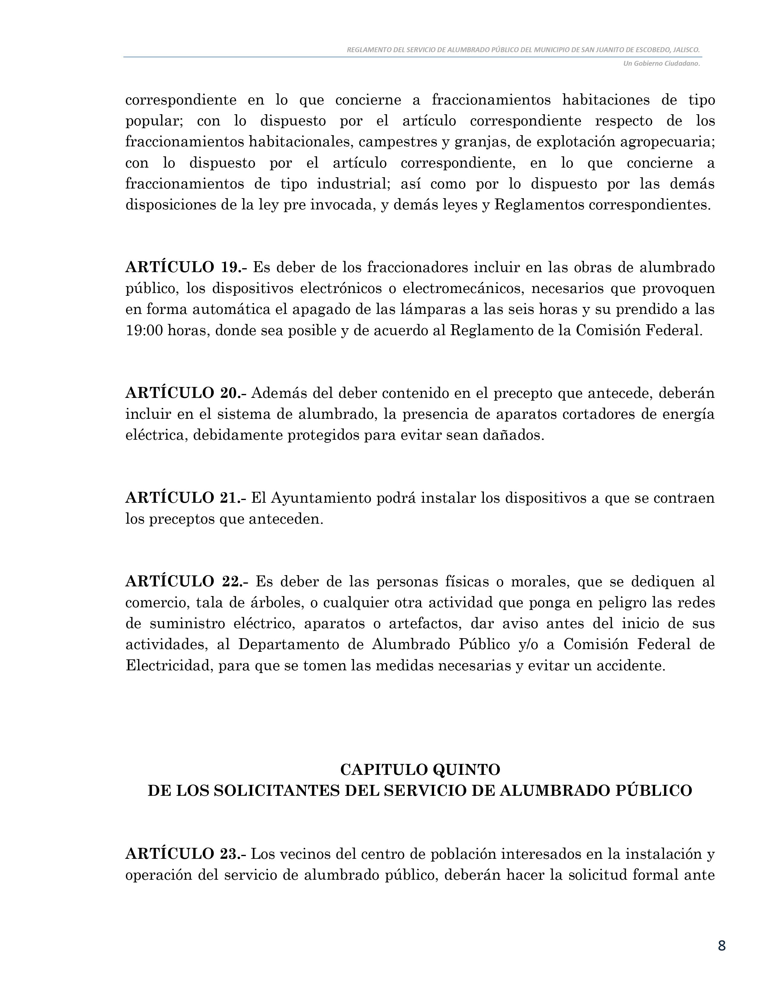 REGLAMENTO DEL SERVICIO DE ALUMBRADO PÚBLICO DEL MUNICIPIO DE SAN JUANITO DE ESCOBEDO, JALISCO.
Un Gobierno Ciudadano.
correspondiente en lo que concierne a fraccionamientos habitaciones de tipo
popular; con lo dispuesto por el artículo correspondiente respecto de los
fraccionamientos habitacionales, campestres y granjas, de explotación agropecuaria;
con lo dispuesto por el artículo correspondiente, en lo que concierne a
fraccionamientos de tipo industrial; así como por lo dispuesto por las demás
disposiciones de la ley pre invocada, y demás leyes y Reglamentos correspondientes.
ARTÍCULO 19.- Es deber de los fraccionadores incluir en las obras de alumbrado
público, los dispositivos electrónicos o electromecánicos, necesarios que provoquen
en forma automática el apagado de las lámparas a las seis horas y su prendido a las
19:00 horas, donde sea posible y de acuerdo al Reglamento de la Comisión Federal.
ARTÍCULO 20.- Además del deber contenido en el precepto que antecede, deberán
incluir en el sistema de alumbrado, la presencia de aparatos cortadores de energía
eléctrica, debidamente protegidos para evitar sean dañados.
ARTÍCULO 21.- El Ayuntamiento podrá instalar los dispositivos a que se contraen
los preceptos que anteceden.
ARTÍCULO 22.- Es deber de las personas físicas o morales, que se dediquen al
comercio, tala de árboles, o cualquier otra actividad que ponga en peligro las redes
de suministro eléctrico, aparatos o artefactos, dar aviso antes del inicio de sus
actividades, al Departamento de Alumbrado Público y/o a Comisión Federal de
Electricidad, para que se tomen las medidas necesarias y evitar un accidente.
CAPITULO QUINTO
DE LOS SOLICITANTES DEL SERVICIO DE ALUMBRADO PÚBLICO
ARTÍCULO 23.- Los vecinos del centro de población interesados en la instalación y
operación del servicio de alumbrado público, deberán hacer la solicitud formal ante
8